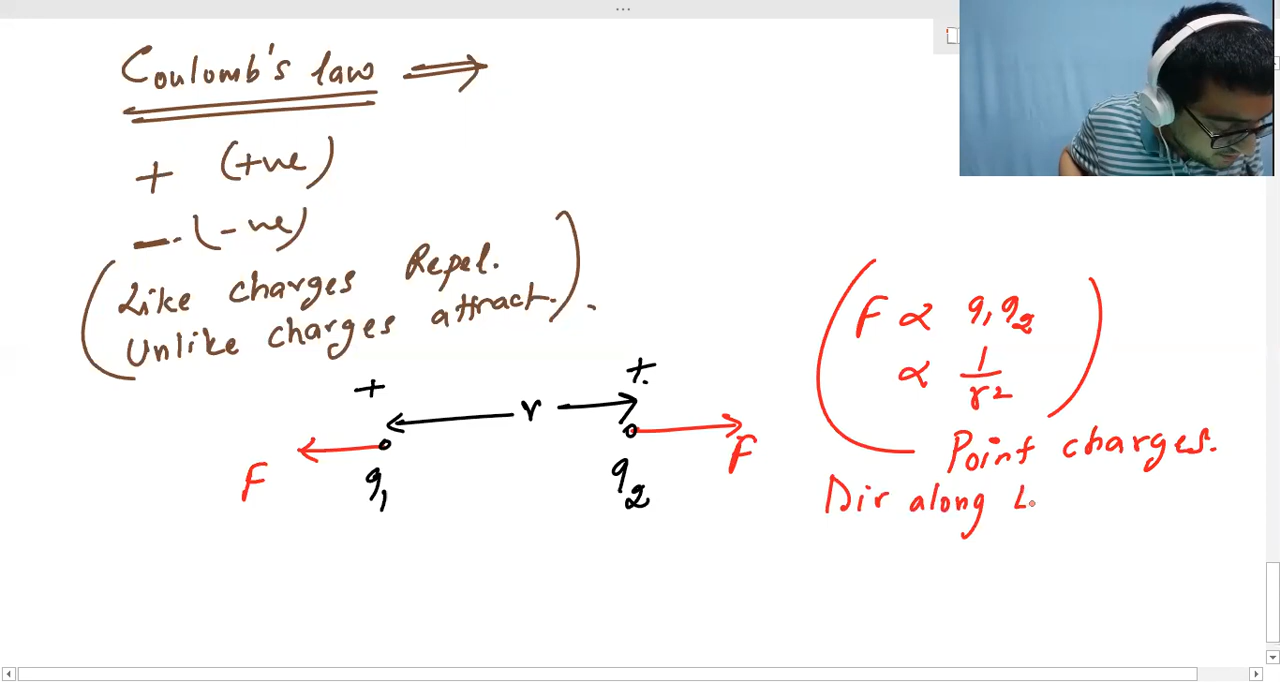 Coulomb's law ⟹
+ (+ve)
- (-ve)
(Like charges Repel.
Unlike charges attract.).
+ +.
r
F F
q1 q2
F ∝ q1q2
∝ 1/r2
Point charges.
Dir along L